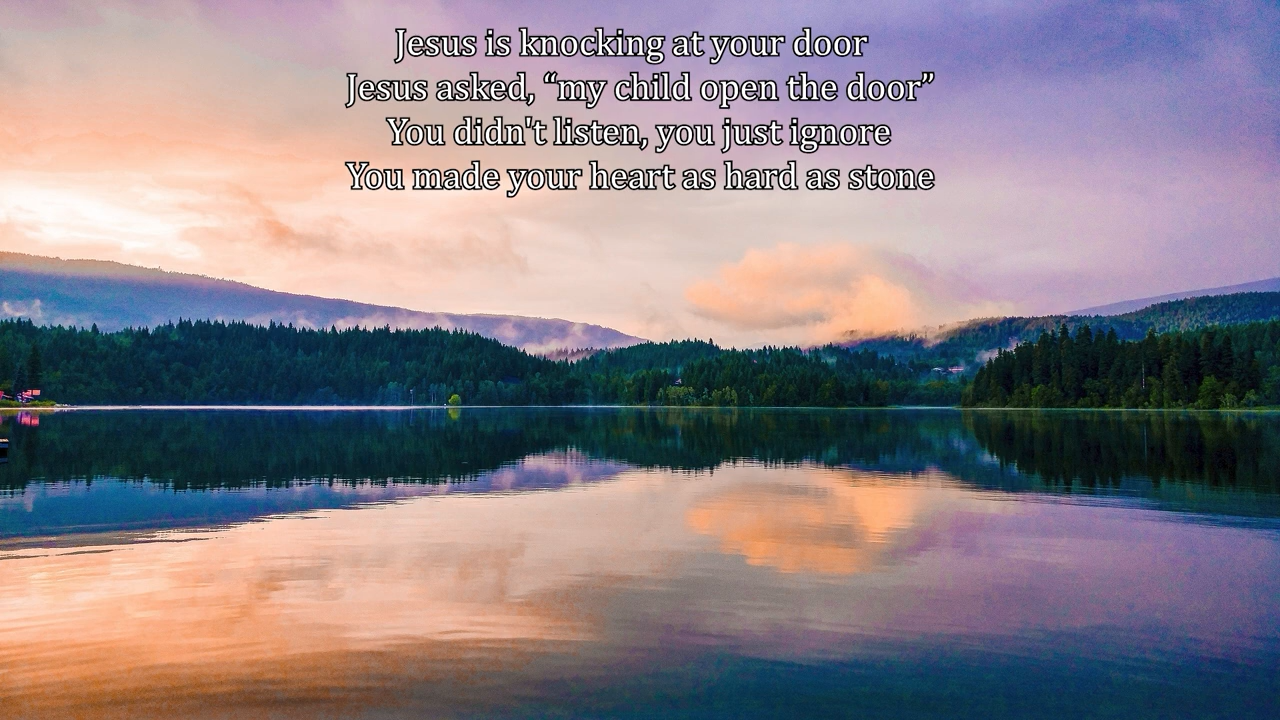 Jesus is knocking at your door
Jesus asked, “my child open the door”
You didn't listen, you just ignore
You made your heart as hard as stone